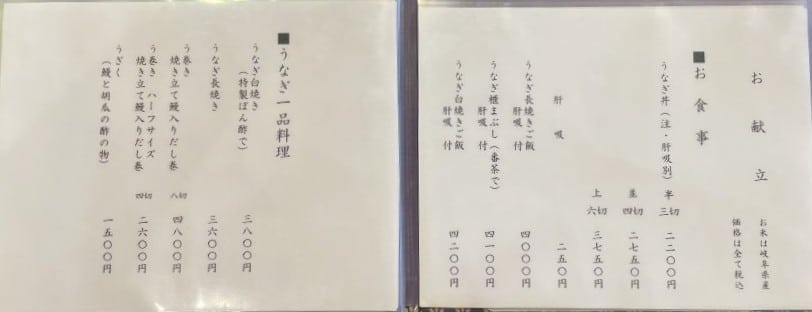 お献立
お米は岐阜県産
価格は全て税込
■お食事
うなぎ丼(注・肝吸別)
半 三切 二二〇〇円
並 四切 二七五〇円
上 六切 三七五〇円
肝吸 二五〇円
うなぎ長焼きご飯
肝吸付 四〇〇〇円
うなぎ櫃まぶし(番茶で)
肝吸付 四一〇〇円
うなぎ白焼きご飯
肝吸付 四二〇〇円
■うなぎ一品料理
うなぎ白焼き
(特製ぽん酢で) 三八〇〇円
うなぎ長焼き 三六〇〇円
う巻き
焼き立て鰻入りだし巻 八切 四八〇〇円
う巻き ハーフサイズ
焼き立て鰻入りだし巻 四切 二六〇〇円
うざく
(鰻と胡瓜の酢の物) 一五〇〇円